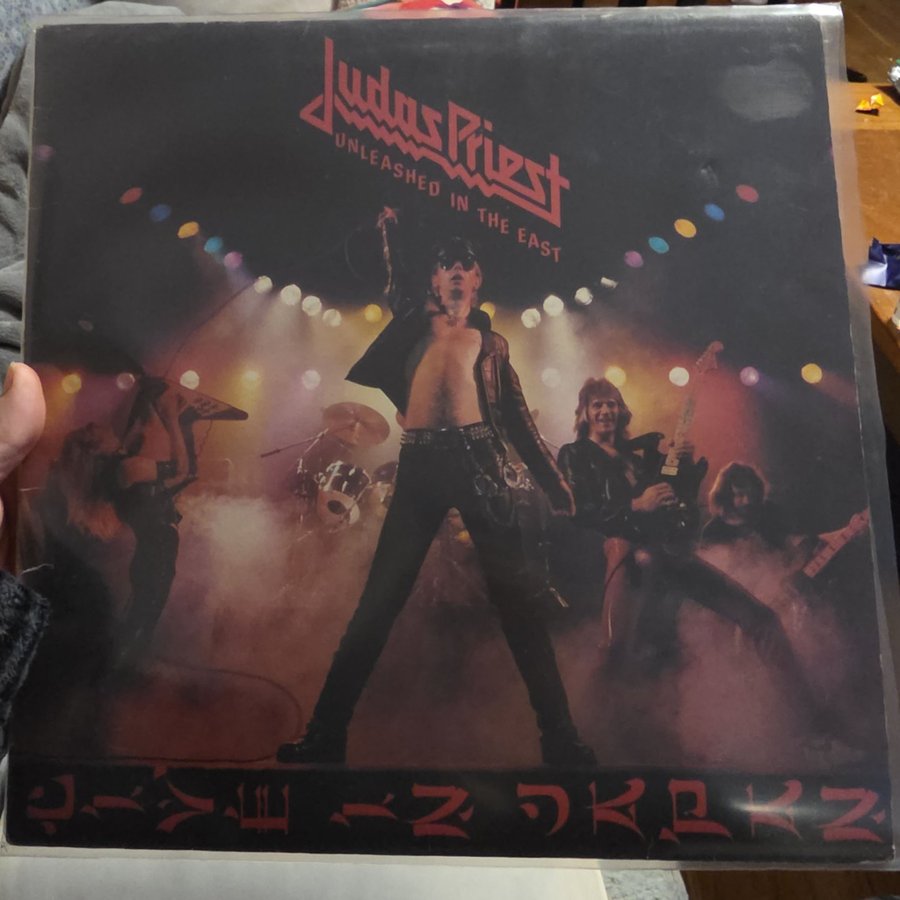 Judas Priest
UNLEASHED IN THE EAST
LIVE IN JAPAN